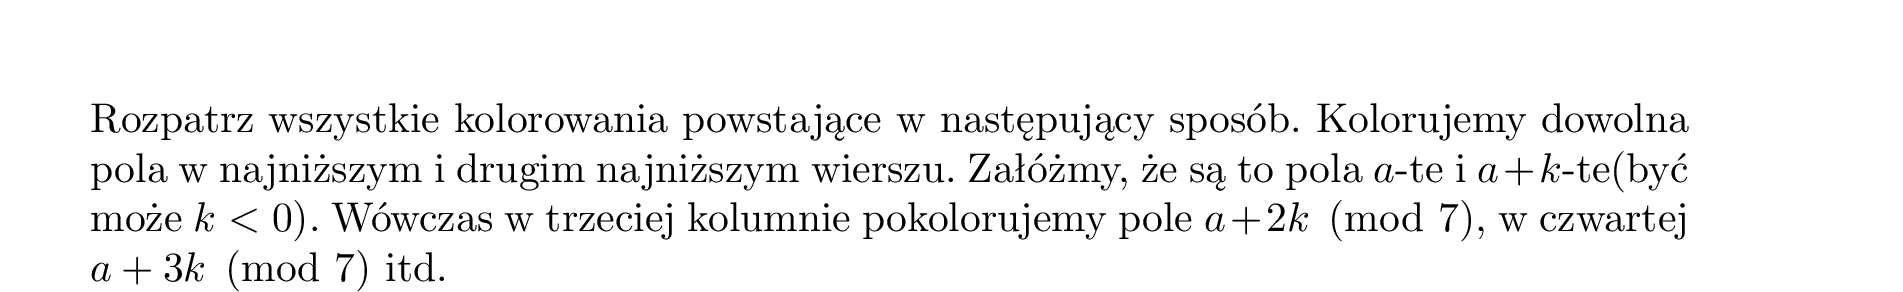 Rozpatrz wszystkie kolorowania powstające w następujący sposób. Kolorujemy dowolna
pola w najniższym i drugim najniższym wierszu. Załóżmy, że są to pola a-te i a+k-te(być
może k < 0). Wówczas w trzeciej kolumnie pokolorujemy pole a+2k (mod 7), w czwartej
a + 3k (mod 7) itd.